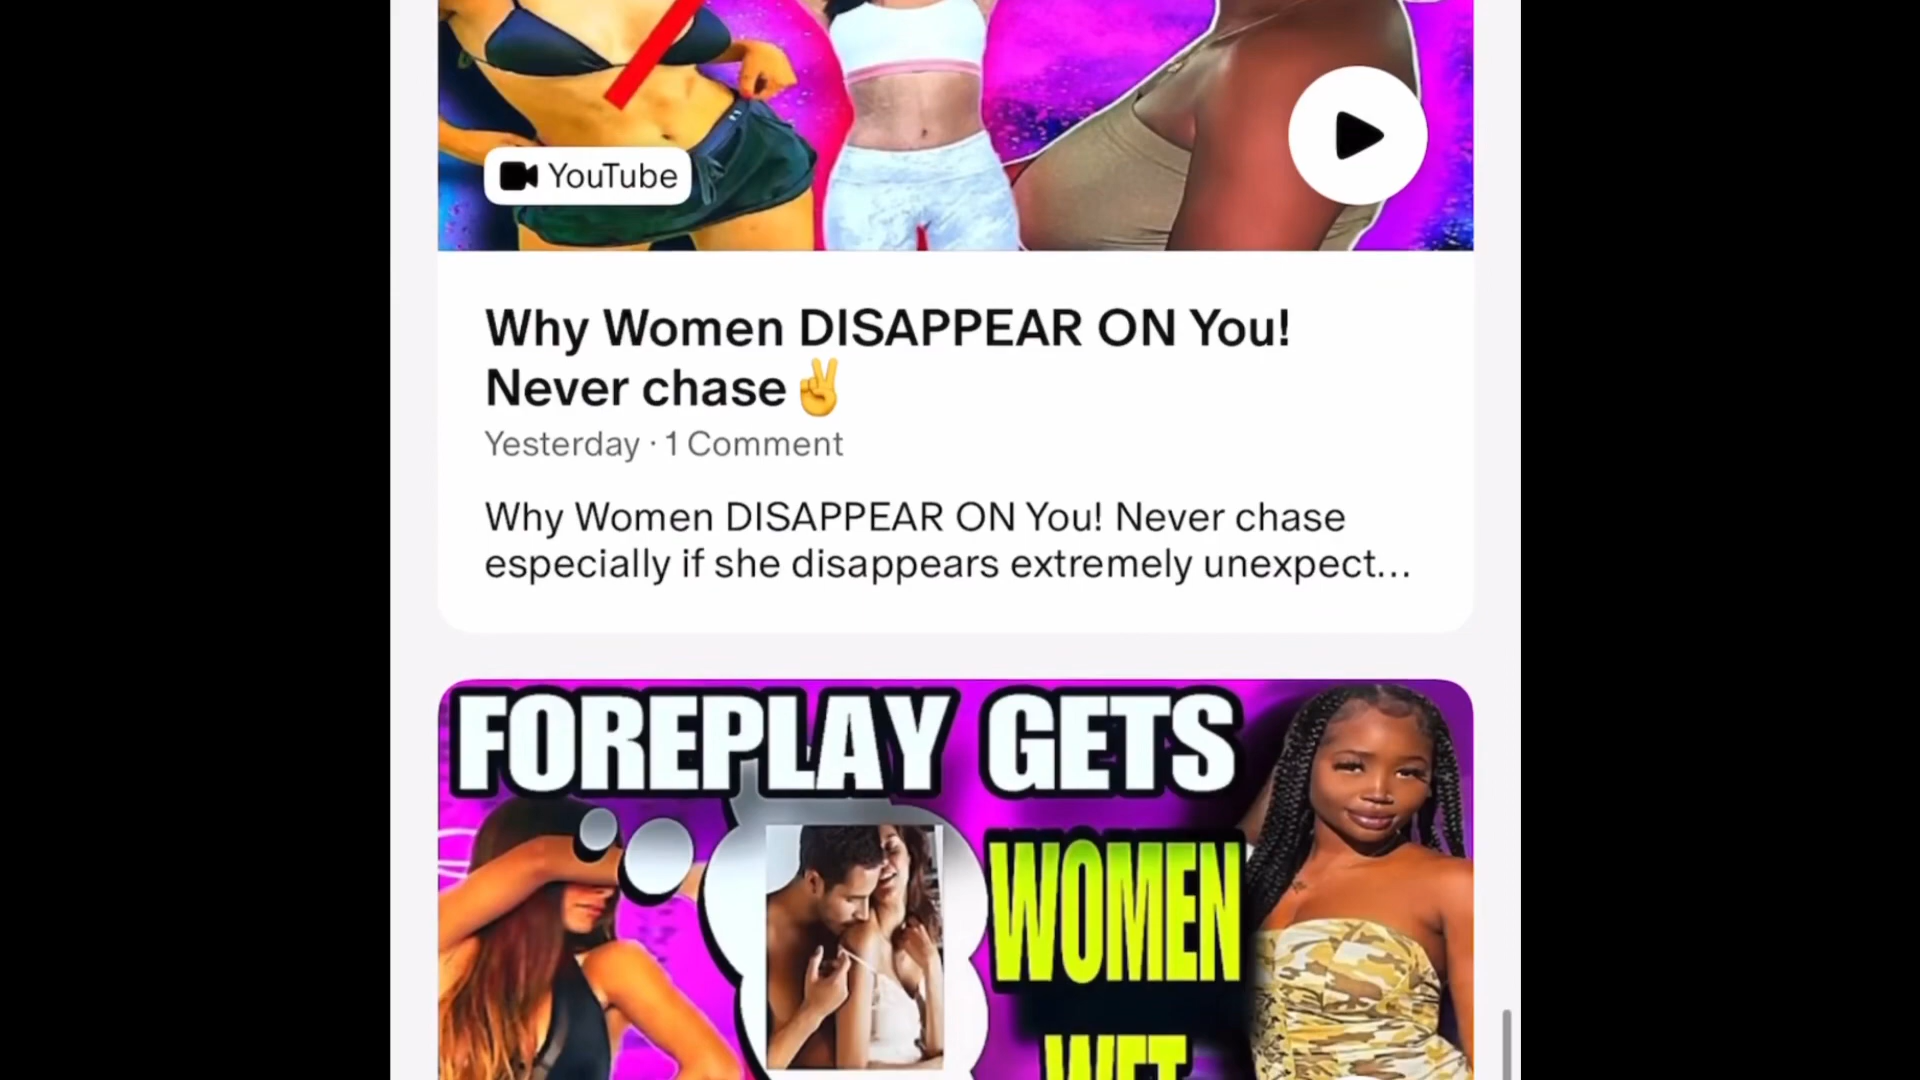 YouTube
Why Women DISAPPEAR ON You!
Never chase✌️
Yesterday · 1 Comment
Why Women DISAPPEAR ON You! Never chase
especially if she disappears extremely unexpect...
FOREPLAY GETS
WOMEN
WET